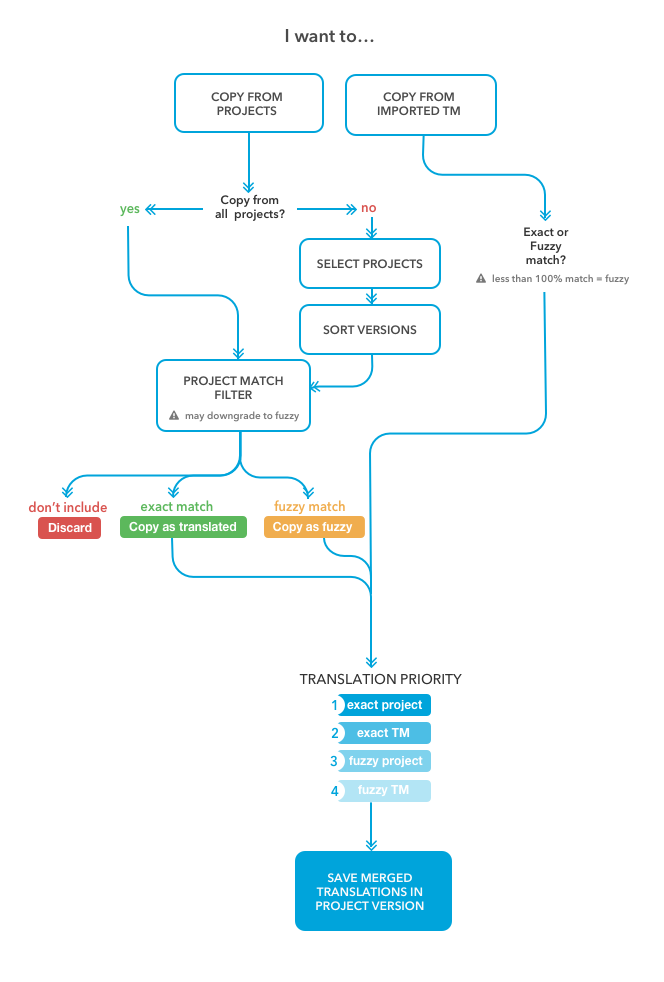 I want to…
COPY FROM
PROJECTS
COPY FROM
IMPORTED TM
yes
Copy from
all projects?
no
Exact or
Fuzzy
match?
less than 100% match = fuzzy
SELECT PROJECTS
SORT VERSIONS
PROJECT MATCH
FILTER
may downgrade to fuzzy
don't include
Discard
exact match
Copy as translated
fuzzy match
Copy as fuzzy
TRANSLATION PRIORITY
1 exact project
2 exact TM
3 fuzzy project
4 fuzzy TM
SAVE MERGED
TRANSLATIONS IN
PROJECT VERSION